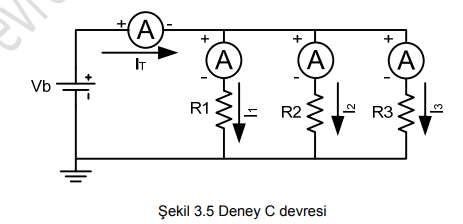 + A -
IT
+ + +
A A A
Vb + - - -
R1 I1 R2 I2 R3 I3
Şekil 3.5 Deney C devresi